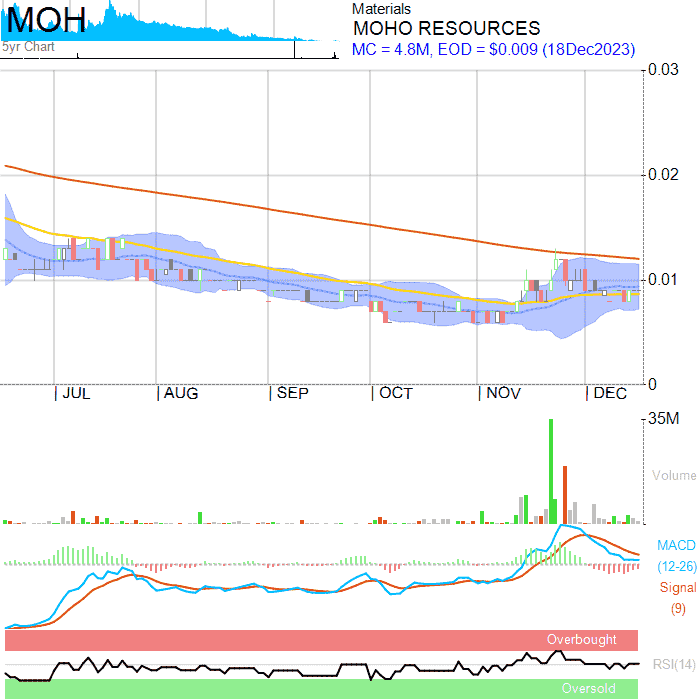 MOH
5yr Chart
Materials
MOHO RESOURCES
MC = 4.8M, EOD = $0.009 (18Dec2023)
0.03
0.02
0.01
0
JUL AUG SEP OCT NOV DEC
35M
Volume
MACD
(12-26)
Signal
(9)
Overbought
RSI(14)
Oversold